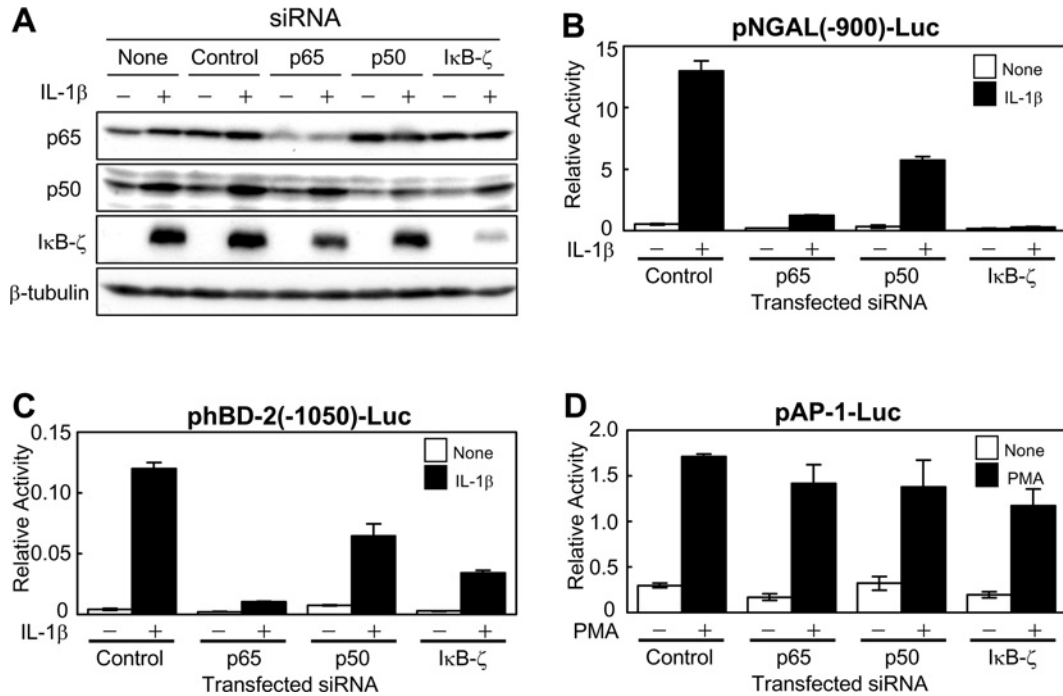 A
siRNA
None Control p65 p50 IκB-ζ
IL-1β − + − + − + − + − +
p65
p50
IκB-ζ
β-tubulin
B
pNGAL(-900)-Luc
15
10
5
0
Relative Activity
None
IL-1β
IL-1β − + − + − + − +
Control p65 p50 IκB-ζ
Transfected siRNA
C
phBD-2(-1050)-Luc
0.15
0.10
0.05
0
Relative Activity
None
IL-1β
IL-1β − + − + − + − +
Control p65 p50 IκB-ζ
Transfected siRNA
D
pAP-1-Luc
2.0
1.5
1.0
0.5
0
Relative Activity
None
PMA
PMA − + − + − + − +
Control p65 p50 IκB-ζ
Transfected siRNA